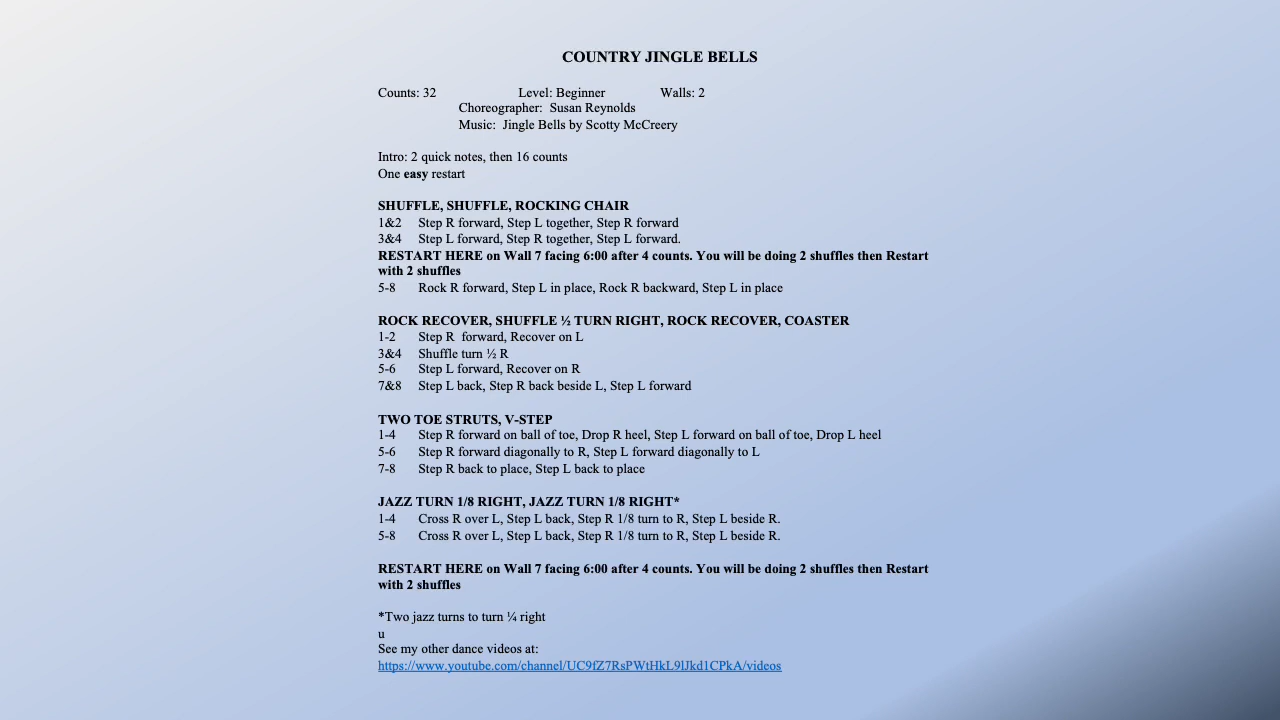 COUNTRY JINGLE BELLS
Counts: 32 Level: Beginner Walls: 2
Choreographer: Susan Reynolds
Music: Jingle Bells by Scotty McCreery
Intro: 2 quick notes, then 16 counts
One easy restart
SHUFFLE, SHUFFLE, ROCKING CHAIR
1&2 Step R forward, Step L together, Step R forward
3&4 Step L forward, Step R together, Step L forward.
RESTART HERE on Wall 7 facing 6:00 after 4 counts. You will be doing 2 shuffles then Restart
with 2 shuffles
5-8 Rock R forward, Step L in place, Rock R backward, Step L in place
ROCK RECOVER, SHUFFLE ½ TURN RIGHT, ROCK RECOVER, COASTER
1-2 Step R forward, Recover on L
3&4 Shuffle turn ½ R
5-6 Step L forward, Recover on R
7&8 Step L back, Step R back beside L, Step L forward
TWO TOE STRUTS, V-STEP
1-4 Step R forward on ball of toe, Drop R heel, Step L forward on ball of toe, Drop L heel
5-6 Step R forward diagonally to R, Step L forward diagonally to L
7-8 Step R back to place, Step L back to place
JAZZ TURN 1/8 RIGHT, JAZZ TURN 1/8 RIGHT*
1-4 Cross R over L, Step L back, Step R 1/8 turn to R, Step L beside R.
5-8 Cross R over L, Step L back, Step R 1/8 turn to R, Step L beside R.
RESTART HERE on Wall 7 facing 6:00 after 4 counts. You will be doing 2 shuffles then Restart
with 2 shuffles
*Two jazz turns to turn ¼ right
u
See my other dance videos at:
https://www.youtube.com/channel/UC9fZ7RsPWtHkL9lJkd1CPkA/videos